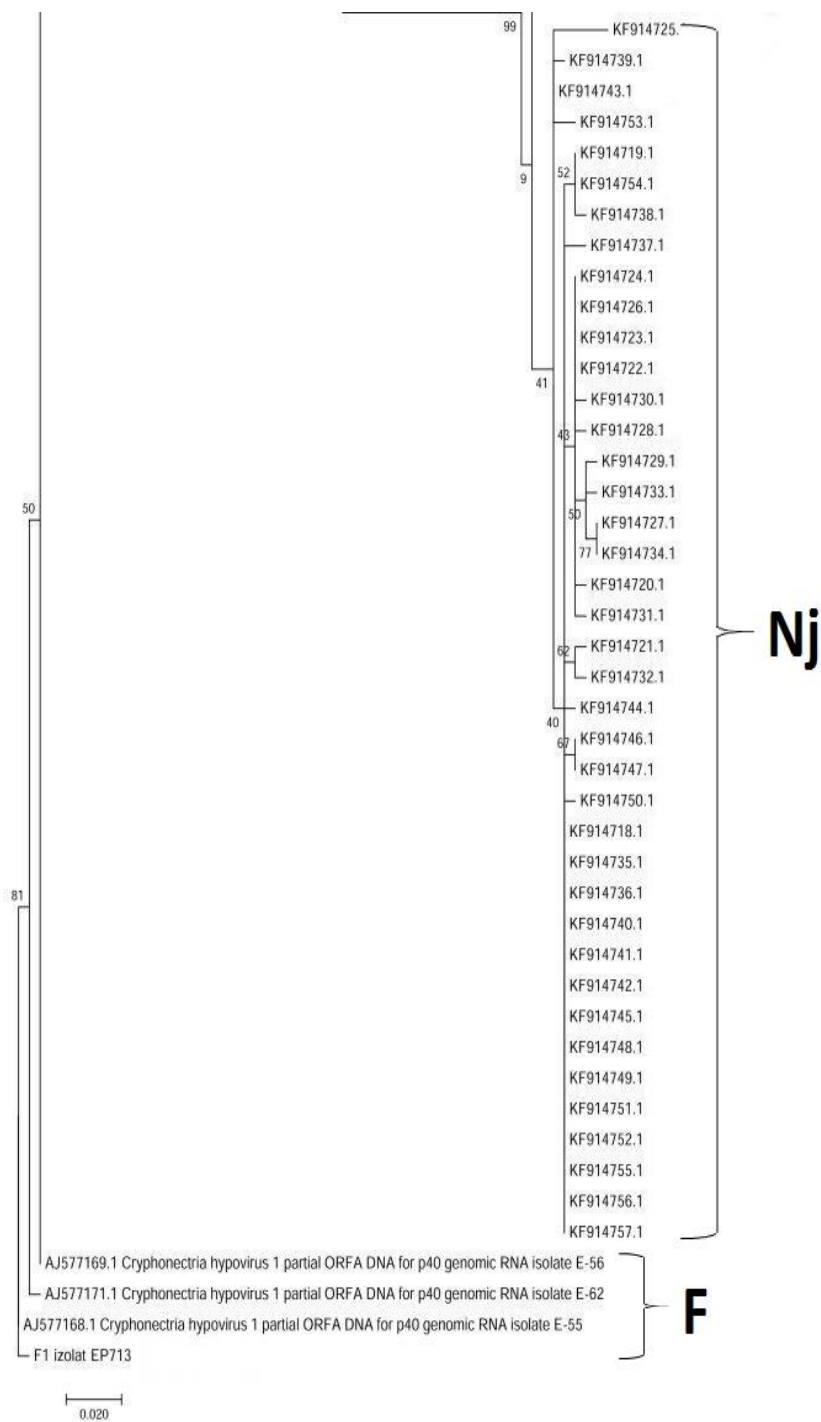 99
KF914725.
KF914739.1
KF914743.1
KF914753.1
KF914719.1
52
9
KF914754.1
KF914738.1
KF914737.1
KF914724.1
KF914726.1
KF914723.1
KF914722.1
41
KF914730.1
KF914728.1
43
KF914729.1
KF914733.1
50
50
KF914727.1
KF914734.1
77
KF914720.1
KF914731.1
Nj
KF914721.1
62
KF914732.1
KF914744.1
40
KF914746.1
67
KF914747.1
KF914750.1
KF914718.1
KF914735.1
81
KF914736.1
KF914740.1
KF914741.1
KF914742.1
KF914745.1
KF914748.1
KF914749.1
KF914751.1
KF914752.1
KF914755.1
KF914756.1
KF914757.1
AJ577169.1 Cryphonectria hypovirus 1 partial ORFA DNA for p40 genomic RNA isolate E-56
AJ577171.1 Cryphonectria hypovirus 1 partial ORFA DNA for p40 genomic RNA isolate E-62
F
AJ577168.1 Cryphonectria hypovirus 1 partial ORFA DNA for p40 genomic RNA isolate E-55
F1 izolat EP713
0.020